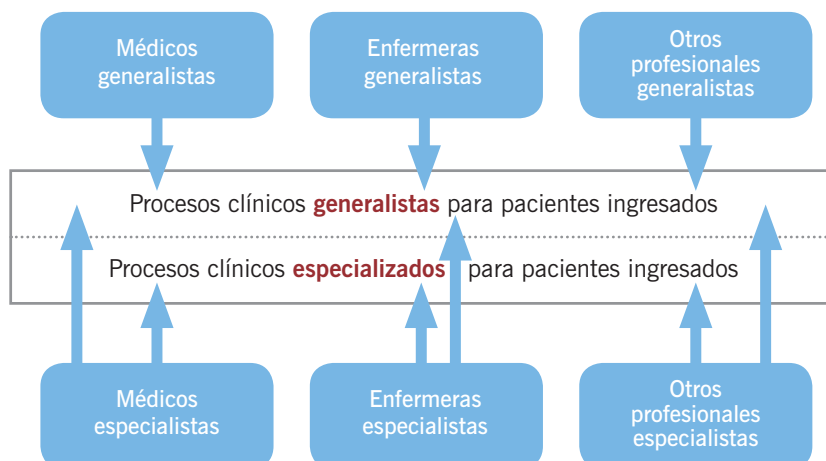 Médicos
generalistas
Enfermeras
generalistas
Otros
profesionales
generalistas
Procesos clínicos generalistas para pacientes ingresados
Procesos clínicos especializados para pacientes ingresados
Médicos
especialistas
Enfermeras
especialistas
Otros
profesionales
especialistas